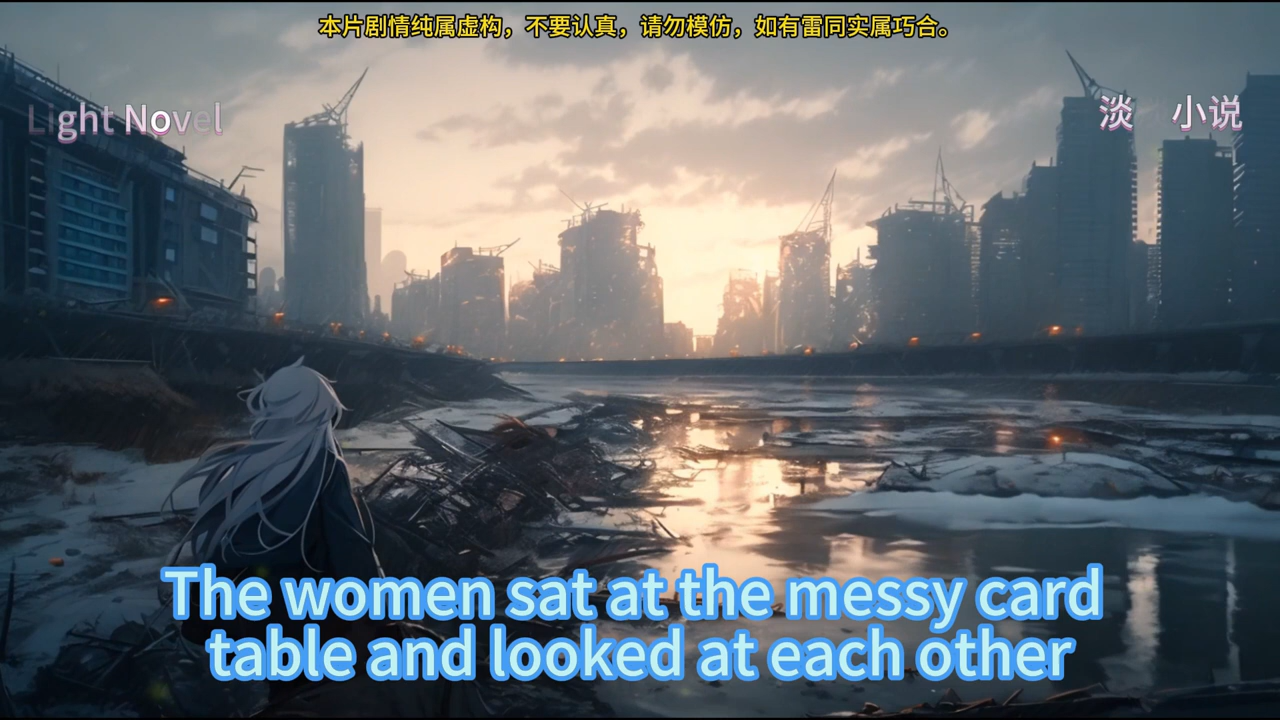 本片剧情纯属虚构，不要认真，请勿模仿，如有雷同实属巧合。
Light Novel
淡 小说
The women sat at the messy card
table and looked at each other